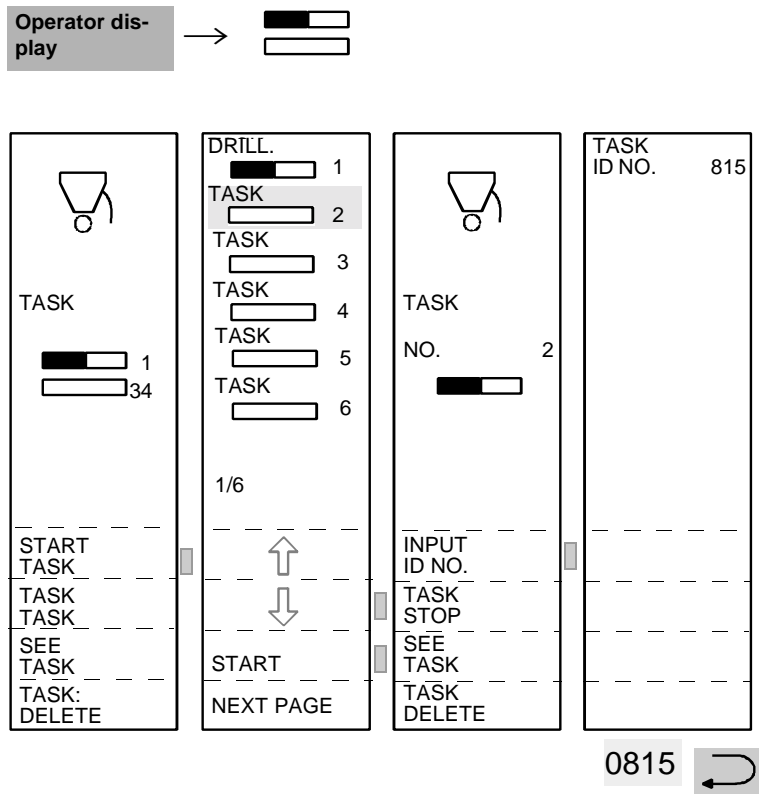 Operator dis-
play
TASK
1
34
START
TASK
TASK
TASK
SEE
TASK
TASK:
DELETE
DRILL.
1
TASK
2
TASK
3
TASK
4
TASK
5
TASK
6
1/6
START
NEXT PAGE
TASK
NO. 2
INPUT
ID NO.
TASK
STOP
SEE
TASK
TASK
DELETE
TASK
ID NO. 815
0815